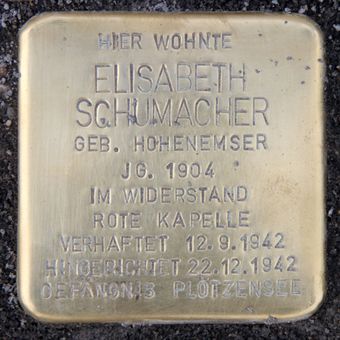 HIER WOHNTE
ELISABETH
SCHUMACHER
GEB. HOHENEMSER
JG. 1904
IM WIDERSTAND
ROTE KAPELLE
VERHAFTET 12.9.1942
HINGERICHTET 22.12.1942
GEFÄNGNIS PLÖTZENSEE